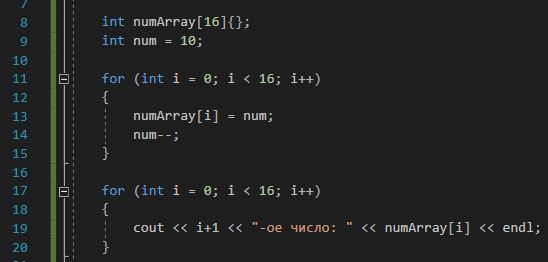 7
8 int numArray[16]{};
9 int num = 10;
10
11 for (int i = 0; i < 16; i++)
12 {
13 numArray[i] = num;
14 num--;
15 }
16
17 for (int i = 0; i < 16; i++)
18 {
19 cout << i+1 << "-ое число: " << numArray[i] << endl;
20 }